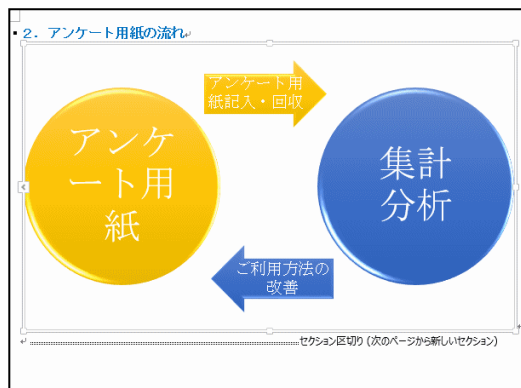 2．アンケート用紙の流れ
アンケート用
紙記入・回収
アンケ
ート用
紙
集計
分析
ご利用方法の
改善
セクション区切り (次のページから新しいセクション)